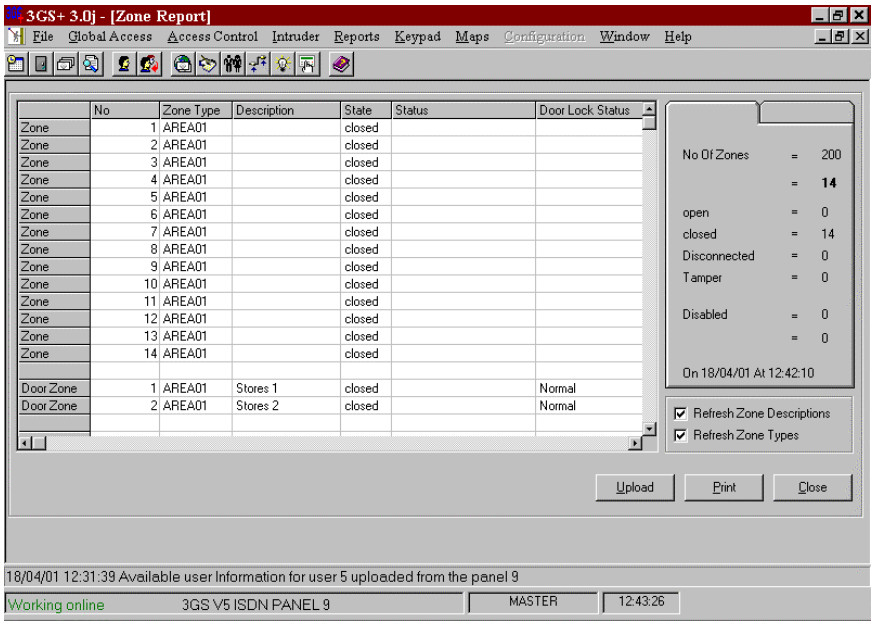 3GS+ 3.0j - [Zone Report]
File Global Access Access Control Intruder Reports Keypad Maps Configuration Window Help
No Zone Type Description State Status Door Lock Status
Zone 1 AREA01 closed
Zone 2 AREA01 closed
Zone 3 AREA01 closed
Zone 4 AREA01 closed
Zone 5 AREA01 closed
Zone 6 AREA01 closed
Zone 7 AREA01 closed
Zone 8 AREA01 closed
Zone 9 AREA01 closed
Zone 10 AREA01 closed
Zone 11 AREA01 closed
Zone 12 AREA01 closed
Zone 13 AREA01 closed
Zone 14 AREA01 closed
Door Zone 1 AREA01 Stores 1 closed Normal
Door Zone 2 AREA01 Stores 2 closed Normal
No Of Zones = 200
= 14
open = 0
closed = 14
Disconnected = 0
Tamper = 0
Disabled = 0
= 0
On 18/04/01 At 12:42:10
Refresh Zone Descriptions
Refresh Zone Types
Upload Print Close
18/04/01 12:31:39 Available user Information for user 5 uploaded from the panel 9
Working online 3GS V5 ISDN PANEL 9 MASTER 12:43:26